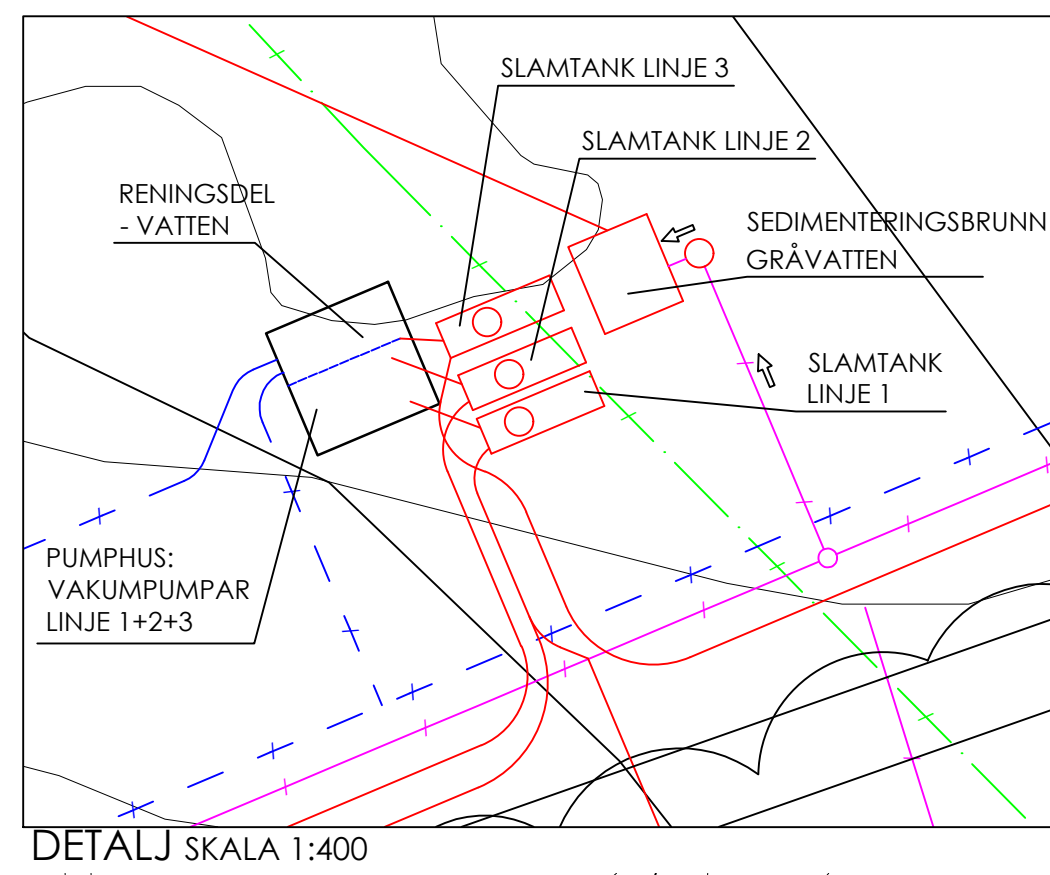 SLAMTANK LINJE 3
SLAMTANK LINJE 2
RENINGSDEL
- VATTEN
SEDIMENTERINGSBRUNN
GRÅVATTEN
SLAMTANK
LINJE 1
PUMPHUS:
VAKUMPUMPAR
LINJE 1+2+3
DETALJ SKALA 1:400